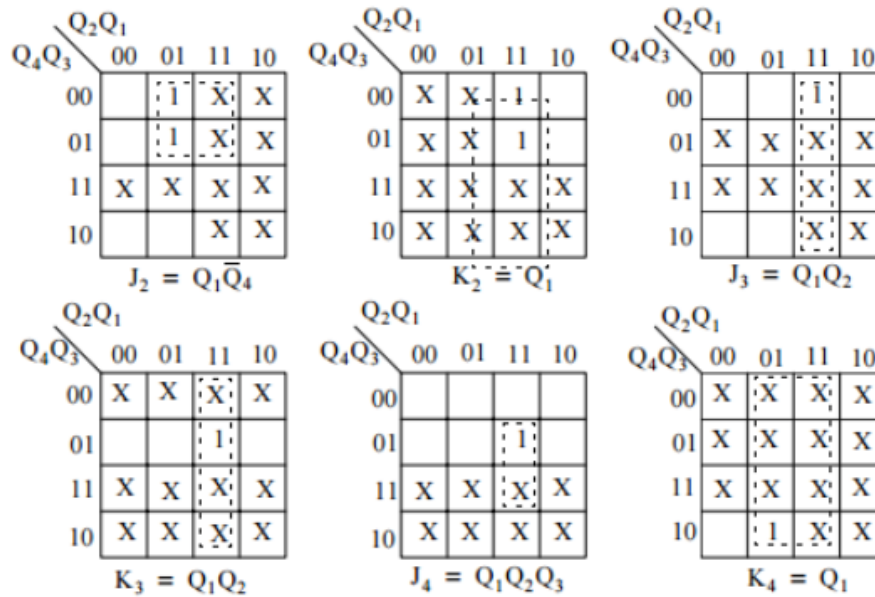 Q₂Q₁ Q₂Q₁ Q₂Q₁
Q₄Q₃ 00 01 11 10 Q₄Q₃ 00 01 11 10 Q₄Q₃ 00 01 11 10
00 1 X X 00 X X 1 00 1
01 1 X X 01 X X 1 01 X X X X
11 X X X X 11 X X X X 11 X X X X
10 X X 10 X X X X 10 X X
J₂ = Q₁Q̅₄ K₂ = Q₁ J₃ = Q₁Q₂
Q₂Q₁ Q₂Q₁ Q₂Q₁
Q₄Q₃ 00 01 11 10 Q₄Q₃ 00 01 11 10 Q₄Q₃ 00 01 11 10
00 X X X X 00 00 X X X X
01 1 01 1 01 X X X X
11 X X X X 11 X X X X 11 X X X X
10 X X X X 10 X X X X 10 1 X X
K₃ = Q₁Q₂ J₄ = Q₁Q₂Q₃ K₄ = Q₁